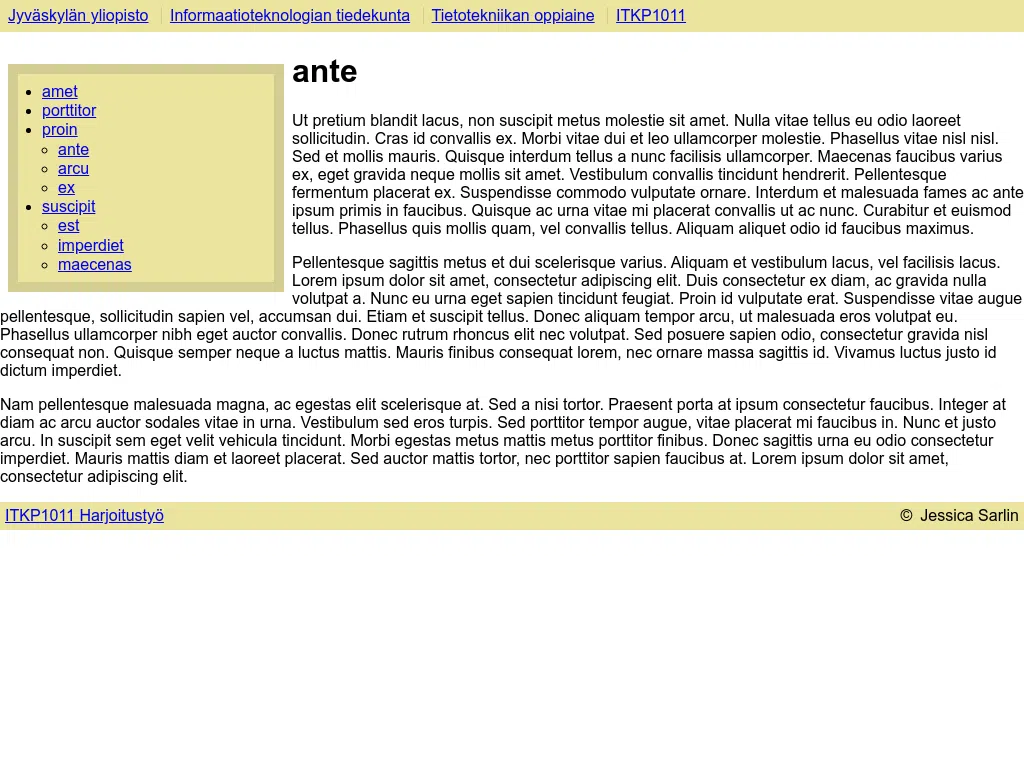 Jyväskylän yliopisto Informaatioteknologian tiedekunta Tietotekniikan oppiaine ITKP1011
amet
porttitor
proin
ante
arcu
ex
suscipit
est
imperdiet
maecenas
ante
Ut pretium blandit lacus, non suscipit metus molestie sit amet. Nulla vitae tellus eu odio laoreet
sollicitudin. Cras id convallis ex. Morbi vitae dui et leo ullamcorper molestie. Phasellus vitae nisl nisl.
Sed et mollis mauris. Quisque interdum tellus a nunc facilisis ullamcorper. Maecenas faucibus varius
ex, eget gravida neque mollis sit amet. Vestibulum convallis tincidunt hendrerit. Pellentesque
fermentum placerat ex. Suspendisse commodo vulputate ornare. Interdum et malesuada fames ac ante
ipsum primis in faucibus. Quisque ac urna vitae mi placerat convallis ut ac nunc. Curabitur et euismod
tellus. Phasellus quis mollis quam, vel convallis tellus. Aliquam aliquet odio id faucibus maximus.
Pellentesque sagittis metus et dui scelerisque varius. Aliquam et vestibulum lacus, vel facilisis lacus.
Lorem ipsum dolor sit amet, consectetur adipiscing elit. Duis consectetur ex diam, ac gravida nulla
volutpat a. Nunc eu urna eget sapien tincidunt feugiat. Proin id vulputate erat. Suspendisse vitae augue
pellentesque, sollicitudin sapien vel, accumsan dui. Etiam et suscipit tellus. Donec aliquam tempor arcu, ut malesuada eros volutpat eu.
Phasellus ullamcorper nibh eget auctor convallis. Donec rutrum rhoncus elit nec volutpat. Sed posuere sapien odio, consectetur gravida nisl
consequat non. Quisque semper neque a luctus mattis. Mauris finibus consequat lorem, nec ornare massa sagittis id. Vivamus luctus justo id
dictum imperdiet.
Nam pellentesque malesuada magna, ac egestas elit scelerisque at. Sed a nisi tortor. Praesent porta at ipsum consectetur faucibus. Integer at
diam ac arcu auctor sodales vitae in urna. Vestibulum sed eros turpis. Sed porttitor tempor augue, vitae placerat mi faucibus in. Nunc et justo
arcu. In suscipit sem eget velit vehicula tincidunt. Morbi egestas metus mattis metus porttitor finibus. Donec sagittis urna eu odio consectetur
imperdiet. Mauris mattis diam et laoreet placerat. Sed auctor mattis tortor, nec porttitor sapien faucibus at. Lorem ipsum dolor sit amet,
consectetur adipiscing elit.
ITKP1011 Harjoitustyö © Jessica Sarlin